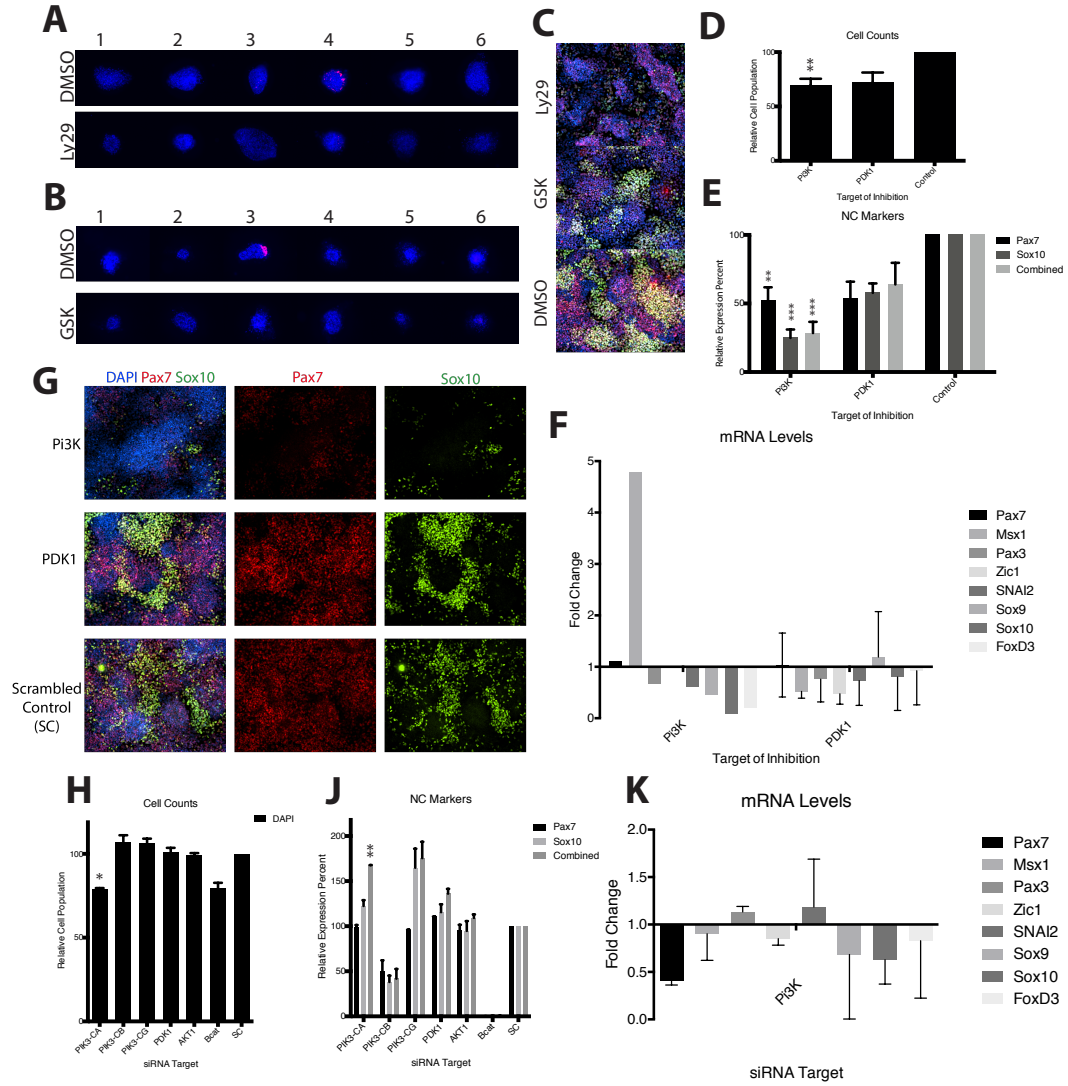 A
1 2 3 4 5 6
DMSO
Ly29
B
1 2 3 4 5 6
DMSO
GSK
C
Ly29
GSK
DMSO
D
Cell Counts
**
100
50
0
Relative Cell Population
Pi3K PDK1 Control
Target of Inhibition
E
NC Markers
Pax7
Sox10
Combined
** *** ***
100
50
0
Relative Expression Percent
Pi3K PDK1 Control
Target of Inhibition
G
DAPI Pax7 Sox10 Pax7 Sox10
Pi3K
PDK1
Scrambled
Control
(SC)
F
mRNA Levels
5
4
3
2
1
0
Fold Change
Pi3K PDK1
Target of Inhibition
Pax7
Msx1
Pax3
Zic1
SNAI2
Sox9
Sox10
FoxD3
H
Cell Counts
DAPI
*
100
50
0
Relative Cell Population
PIK3-CA PIK3-CB PIK3-CG PDK1 AKT1 Bcat SC
siRNA Target
J
NC Markers
Pax7
Sox10
Combined
**
200
150
100
50
0
Relative Expression Percent
PIK3-CA PIK3-CB PIK3-CG PDK1 AKT1 Bcat SC
siRNA Target
K
mRNA Levels
2.0
1.5
1.0
0.5
0.0
Fold Change
Pi3K
siRNA Target
Pax7
Msx1
Pax3
Zic1
SNAI2
Sox9
Sox10
FoxD3